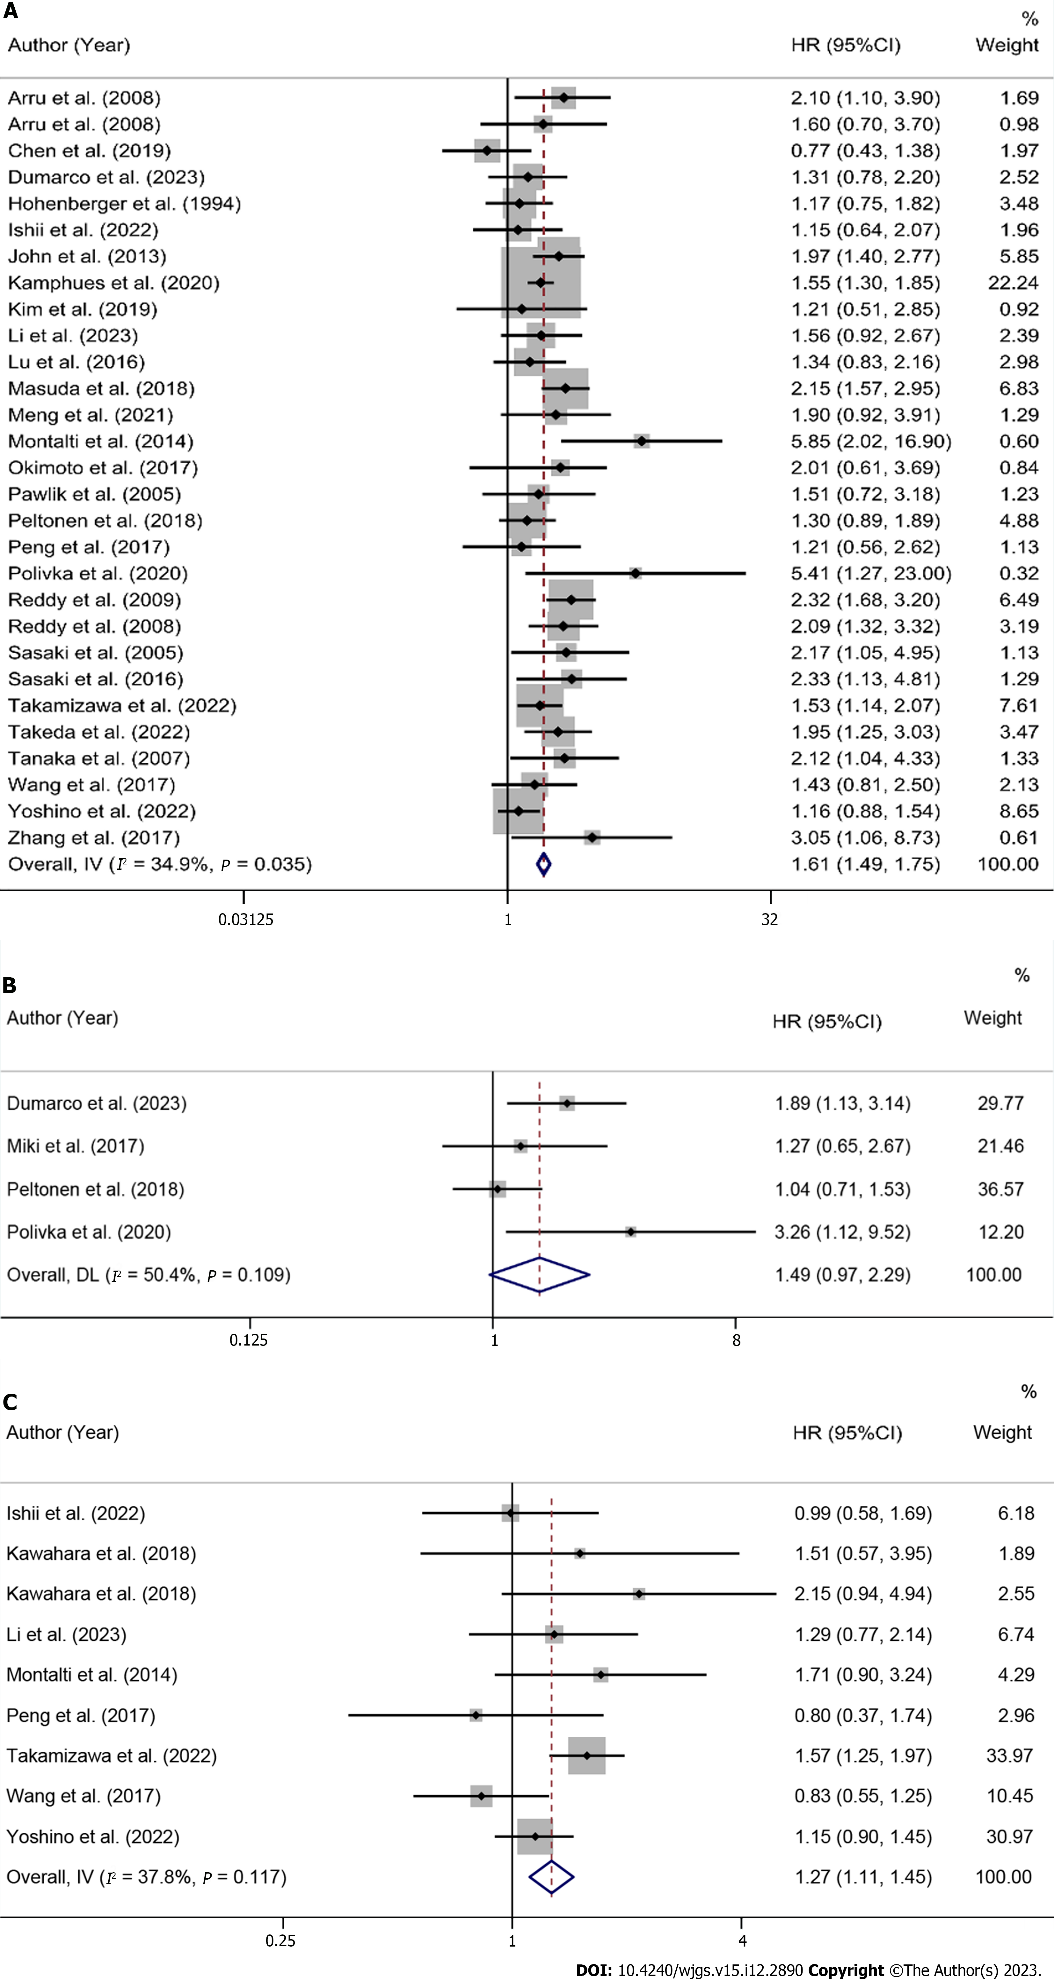 A
%
Author (Year) HR (95%CI) Weight
Arru et al. (2008) 2.10 (1.10, 3.90) 1.69
Arru et al. (2008) 1.60 (0.70, 3.70) 0.98
Chen et al. (2019) 0.77 (0.43, 1.38) 1.97
Dumarco et al. (2023) 1.31 (0.78, 2.20) 2.52
Hohenberger et al. (1994) 1.17 (0.75, 1.82) 3.48
Ishii et al. (2022) 1.15 (0.64, 2.07) 1.96
John et al. (2013) 1.97 (1.40, 2.77) 5.85
Kamphues et al. (2020) 1.55 (1.30, 1.85) 22.24
Kim et al. (2019) 1.21 (0.51, 2.85) 0.92
Li et al. (2023) 1.56 (0.92, 2.67) 2.39
Lu et al. (2016) 1.34 (0.83, 2.16) 2.98
Masuda et al. (2018) 2.15 (1.57, 2.95) 6.83
Meng et al. (2021) 1.90 (0.92, 3.91) 1.29
Montalti et al. (2014) 5.85 (2.02, 16.90) 0.60
Okimoto et al. (2017) 2.01 (0.61, 3.69) 0.84
Pawlik et al. (2005) 1.51 (0.72, 3.18) 1.23
Peltonen et al. (2018) 1.30 (0.89, 1.89) 4.88
Peng et al. (2017) 1.21 (0.56, 2.62) 1.13
Polivka et al. (2020) 5.41 (1.27, 23.00) 0.32
Reddy et al. (2009) 2.32 (1.68, 3.20) 6.49
Reddy et al. (2008) 2.09 (1.32, 3.32) 3.19
Sasaki et al. (2005) 2.17 (1.05, 4.95) 1.13
Sasaki et al. (2016) 2.33 (1.13, 4.81) 1.29
Takamizawa et al. (2022) 1.53 (1.14, 2.07) 7.61
Takeda et al. (2022) 1.95 (1.25, 3.03) 3.47
Tanaka et al. (2007) 2.12 (1.04, 4.33) 1.33
Wang et al. (2017) 1.43 (0.81, 2.50) 2.13
Yoshino et al. (2022) 1.16 (0.88, 1.54) 8.65
Zhang et al. (2017) 3.05 (1.06, 8.73) 0.61
Overall, IV (I² = 34.9%, P = 0.035) 1.61 (1.49, 1.75) 100.00
0.03125 1 32
B
%
Author (Year) HR (95%CI) Weight
Dumarco et al. (2023) 1.89 (1.13, 3.14) 29.77
Miki et al. (2017) 1.27 (0.65, 2.67) 21.46
Peltonen et al. (2018) 1.04 (0.71, 1.53) 36.57
Polivka et al. (2020) 3.26 (1.12, 9.52) 12.20
Overall, DL (I² = 50.4%, P = 0.109) 1.49 (0.97, 2.29) 100.00
0.125 1 8
C
%
Author (Year) HR (95%CI) Weight
Ishii et al. (2022) 0.99 (0.58, 1.69) 6.18
Kawahara et al. (2018) 1.51 (0.57, 3.95) 1.89
Kawahara et al. (2018) 2.15 (0.94, 4.94) 2.55
Li et al. (2023) 1.29 (0.77, 2.14) 6.74
Montalti et al. (2014) 1.71 (0.90, 3.24) 4.29
Peng et al. (2017) 0.80 (0.37, 1.74) 2.96
Takamizawa et al. (2022) 1.57 (1.25, 1.97) 33.97
Wang et al. (2017) 0.83 (0.55, 1.25) 10.45
Yoshino et al. (2022) 1.15 (0.90, 1.45) 30.97
Overall, IV (I² = 37.8%, P = 0.117) 1.27 (1.11, 1.45) 100.00
0.25 1 4
DOI: 10.4240/wjgs.v15.i12.2890 Copyright ©The Author(s) 2023.